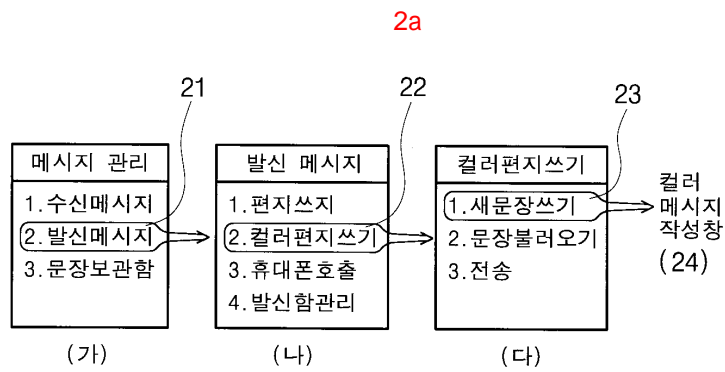 2a
21
22
23
메시지 관리
1.수신메시지
2.발신메시지
3.문장보관함
(가)
발신 메시지
1.편지쓰지
2.컬러편지쓰기
3.휴대폰호출
4.발신함관리
(나)
컬러편지쓰기
1.새문장쓰기
2.문장불러오기
3.전송
(다)
컬러
메시지
작성창
(24)